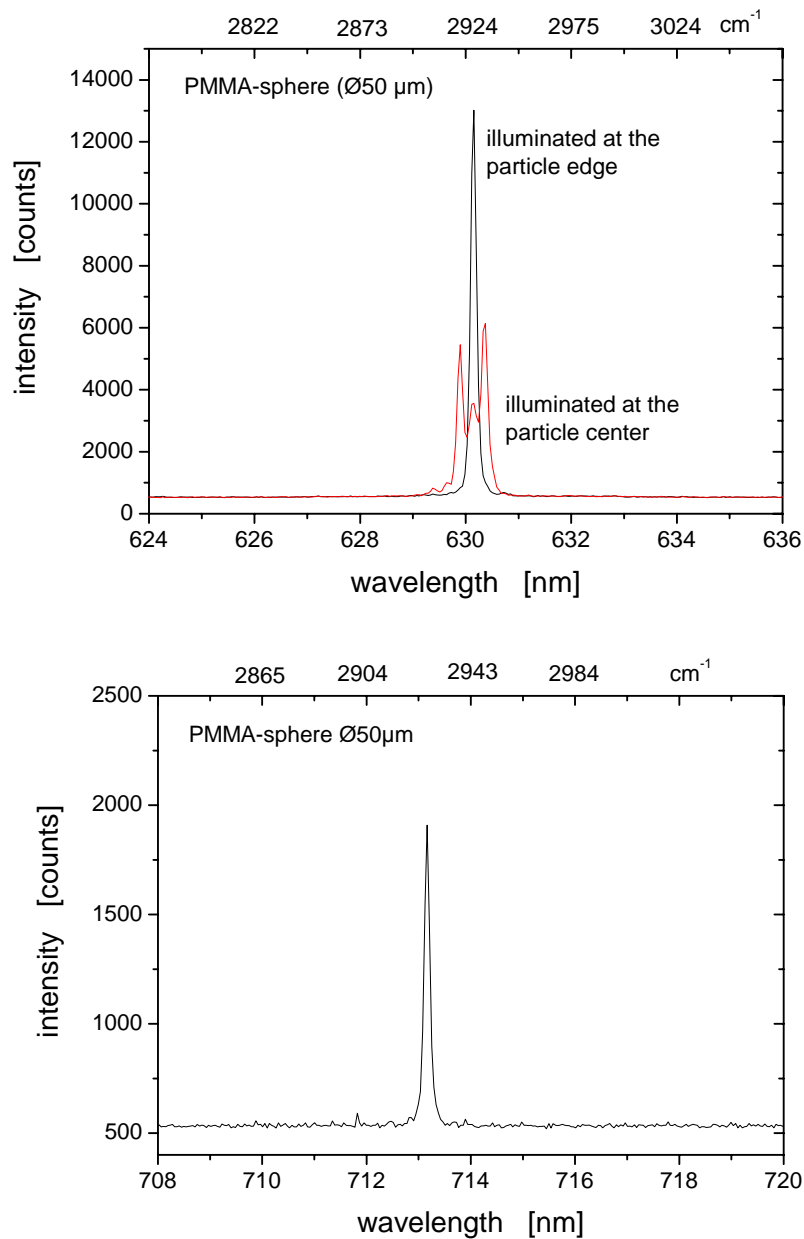 2822 2873 2924 2975 3024 cm-1
PMMA-sphere (Ø50 µm)
14000
12000
10000
8000
6000
4000
2000
0
intensity [counts]
illuminated at the
particle edge
illuminated at the
particle center
624 626 628 630 632 634 636
wavelength [nm]
2865 2904 2943 2984 cm-1
PMMA-sphere Ø50µm
2500
2000
1500
1000
500
intensity [counts]
708 710 712 714 716 718 720
wavelength [nm]